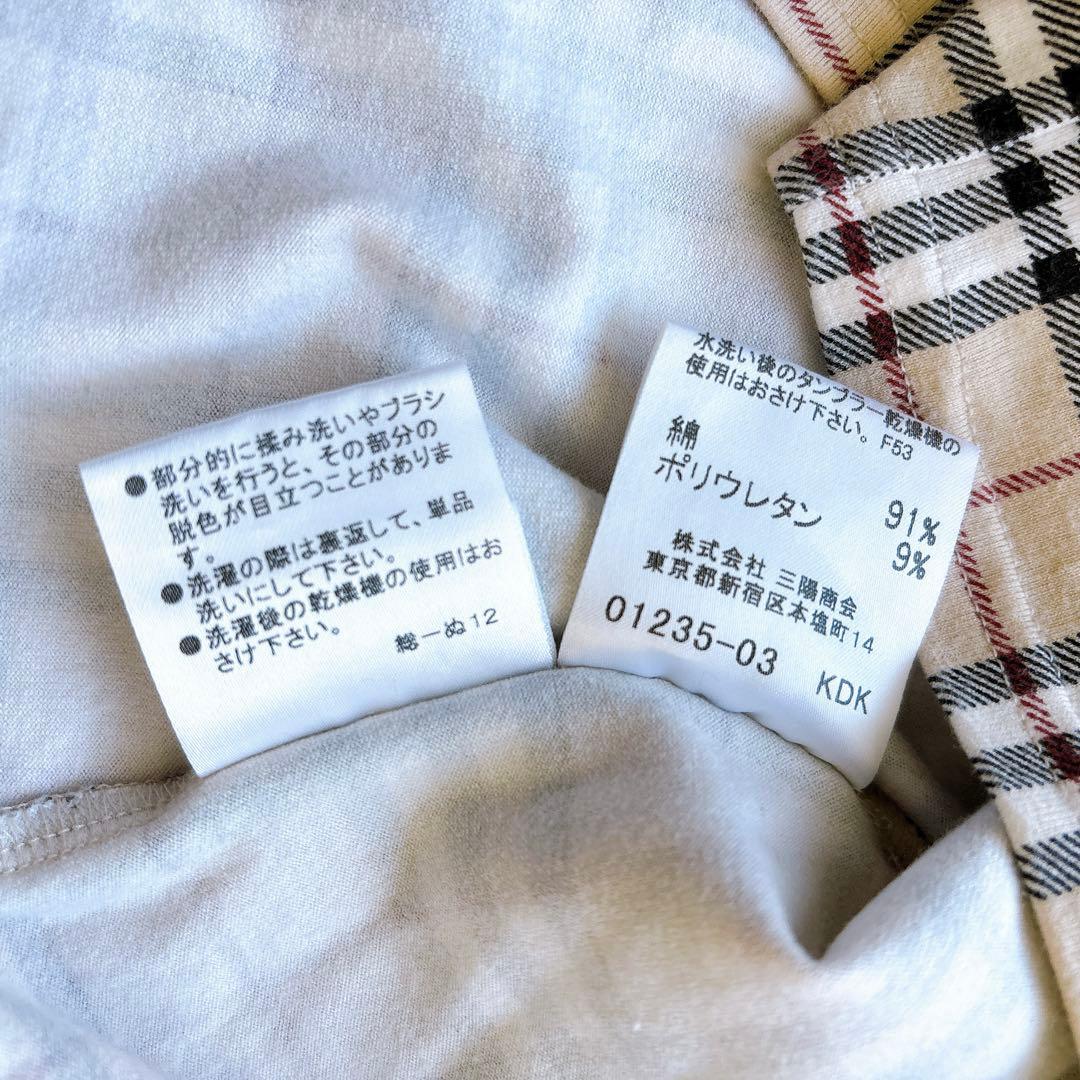 ●部分的に揉み洗いやブラシ
洗いを行うと、その部分の
脱色が目立つことがありま
す。
●洗濯の際は裏返して、単品
洗いにして下さい。
●洗濯後の乾燥機の使用はお
さけ下さい。
総ーぬ12
水洗い後のタンブラー乾燥機の
使用はおさけ下さい。F53
綿 91%
ポリウレタン 9%
株式会社 三陽商会
東京都新宿区本塩町14
01235-03
KDK